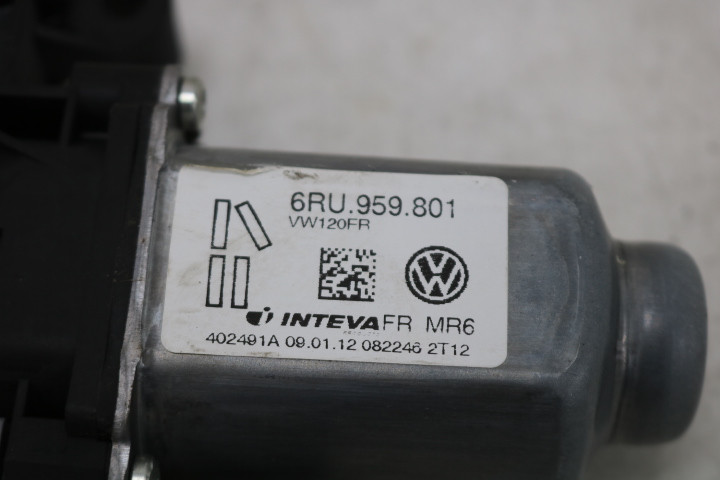 6RU.959.801
VW120FR
INTEVA FR MR6
402491A 09.01.12 082246 2T12